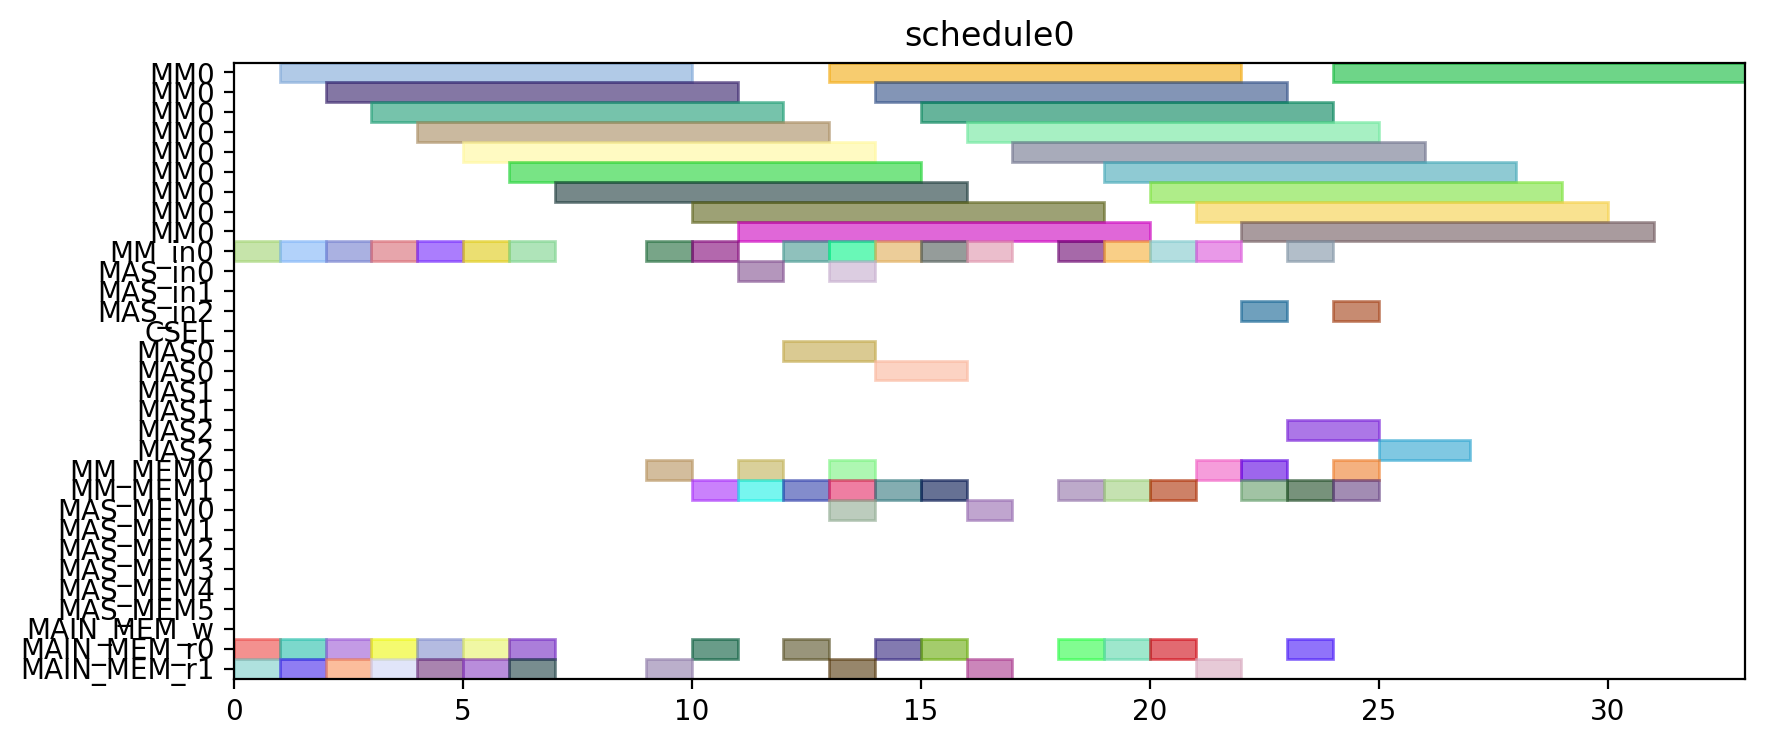 schedule0
MM0
MM0
MM0
MM0
MM0
MM0
MM0
MM0
MM0
MM_in0
MAS_in0
MAS_in1
MAS_in2
CSEL
MAS0
MAS0
MAS1
MAS1
MAS2
MAS2
MM_MEM0
MM_MEM1
MAS_MEM0
MAS_MEM1
MAS_MEM2
MAS_MEM3
MAS_MEM4
MAS_MEM5
MAIN_MEM_w
MAIN_MEM_r0
MAIN_MEM_r1
0 5 10 15 20 25 30